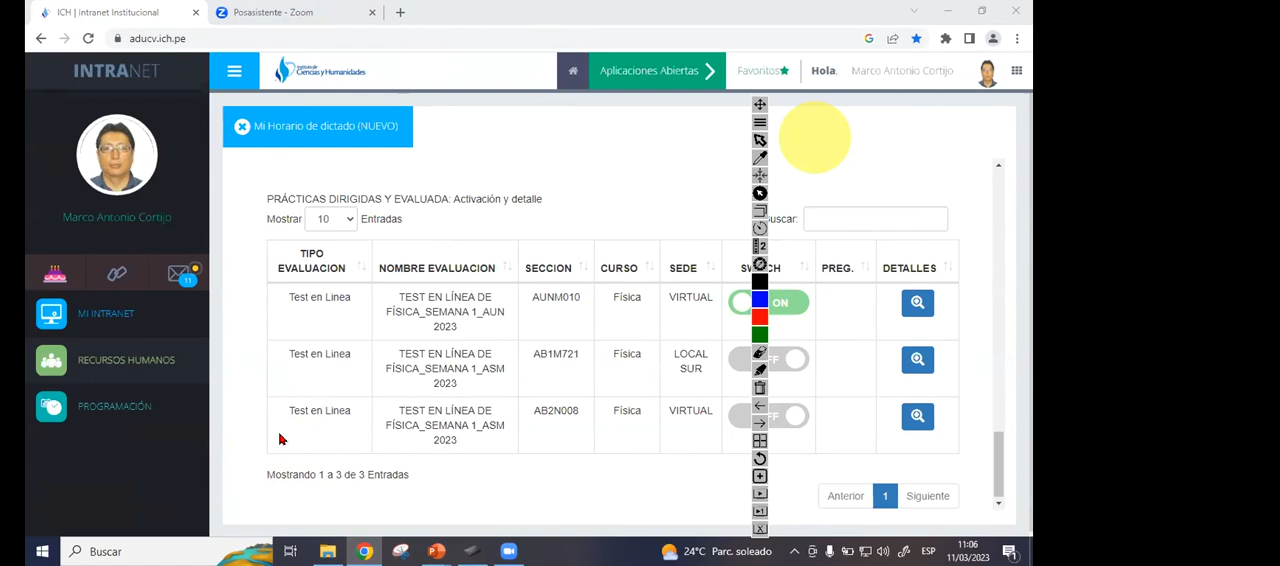 ICH | Intranet Institucional
Posasistente - Zoom
aducv.ich.pe
INTRANET
Instituto de
Ciencias y Humanidades
Aplicaciones Abiertas
Favoritos
Hola, Marco Antonio Cortijo
Mi Horario de dictado (NUEVO)
Marco Antonio Cortijo
11
MI INTRANET
RECURSOS HUMANOS
PROGRAMACIÓN
PRÁCTICAS DIRIGIDAS Y EVALUADA: Activación y detalle
Mostrar 10 Entradas
TIPO EVALUACION NOMBRE EVALUACION SECCION CURSO SEDE PREG. DETALLES
Test en Linea TEST EN LÍNEA DE FÍSICA_SEMANA 1_AUN 2023 AUNM010 Física VIRTUAL ON
Test en Linea TEST EN LÍNEA DE FÍSICA_SEMANA 1_ASM 2023 AB1M721 Física LOCAL SUR
Test en Linea TEST EN LÍNEA DE FÍSICA_SEMANA 1_ASM 2023 AB2N008 Física VIRTUAL
Mostrando 1 a 3 de 3 Entradas
Anterior 1 Siguiente
Buscar
24°C Parc. soleado
ESP
11:06
11/03/2023